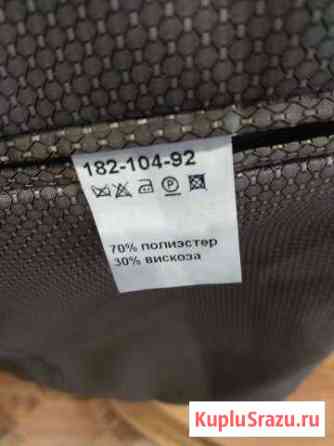 182-104-92
P
70% полиэстер
30% вискоза
KupluSrazu.ru